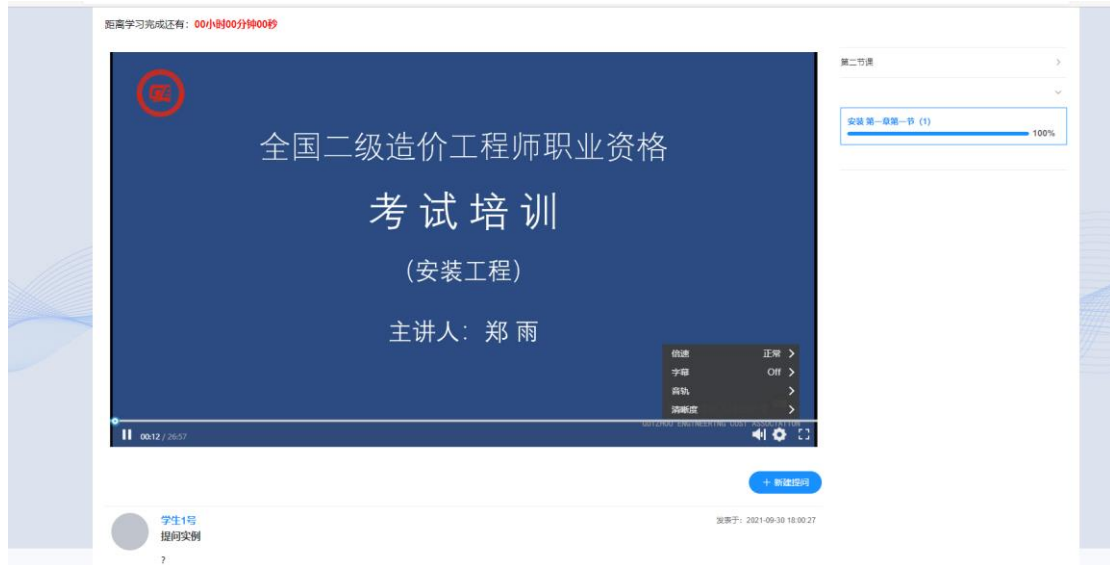 距离学习完成还有：00小时00分钟00秒
第二节课
安装 第一章第一节（1）
100%
全国二级造价工程师职业资格
考试培训
（安装工程）
主讲人：郑 雨
倍速 正常
字幕 Off
音轨
清晰度
00:12 / 26:57
+ 新建提问
学生1号
发表于：2021-09-30 18:00:27
提问实例
?